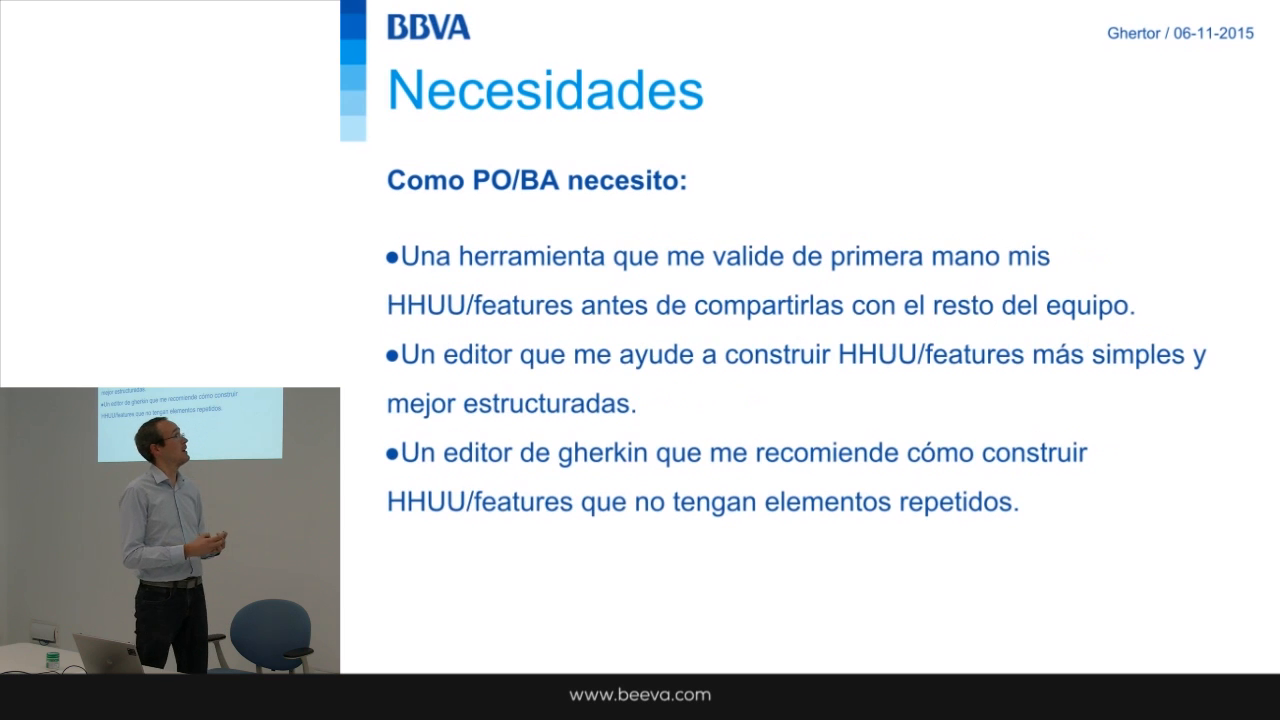 BBVA
Ghertor / 06-11-2015
Necesidades
Como PO/BA necesito:
●Una herramienta que me valide de primera mano mis
HHUU/features antes de compartirlas con el resto del equipo.
●Un editor que me ayude a construir HHUU/features más simples y
mejor estructuradas.
●Un editor de gherkin que me recomiende cómo construir
HHUU/features que no tengan elementos repetidos.
mejor estructuradas.
●Un editor de gherkin que me recomiende cómo construir
HHUU/features que no tengan elementos repetidos.
www.beeva.com